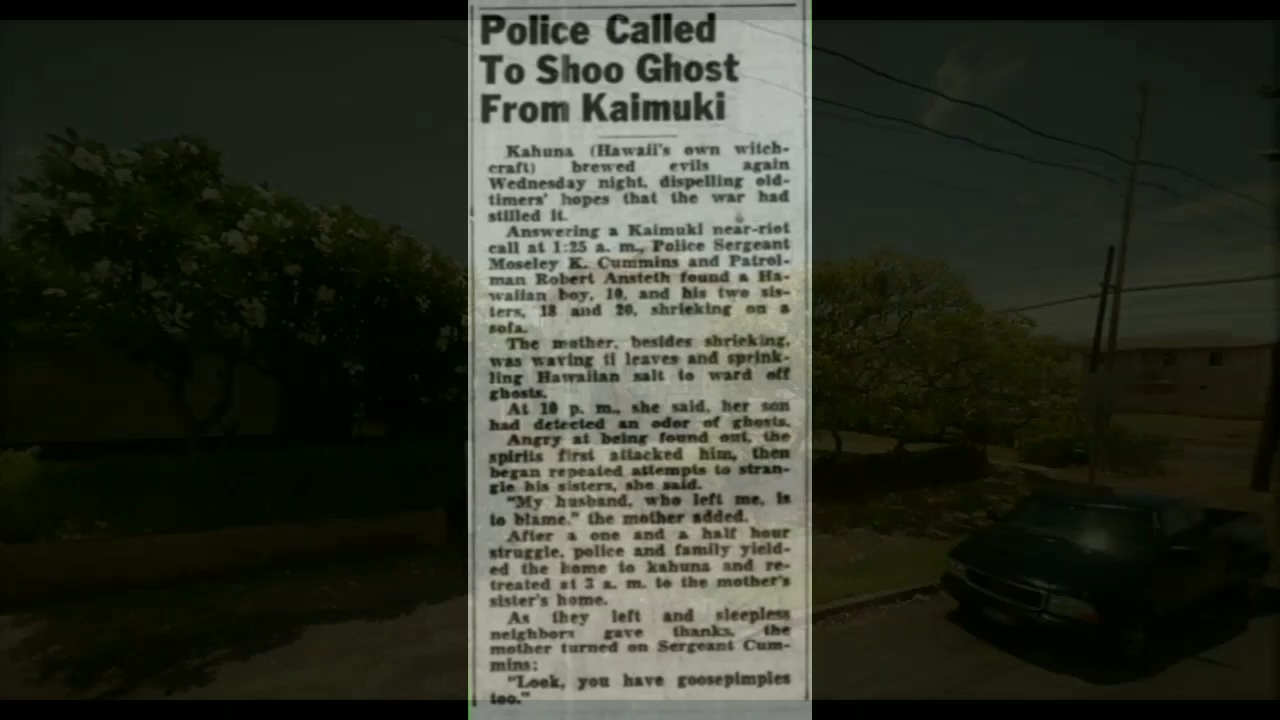 Police Called
To Shoo Ghost
From Kaimuki
Kahuna (Hawaii's own witch-
craft) brewed evils again
Wednesday night, dispelling old-
timers' hopes that the war had
stilled it.
Answering a Kaimuki near-riot
call at 1:25 a. m., Police Sergeant
Moseley K. Cummins and Patrol-
man Robert Ansteth found a Ha-
waiian boy, 10, and his two sis-
ters, 18 and 20, shrieking on a
sofa.
The mother, besides shrieking,
was waving ti leaves and sprink-
ling Hawaiian salt to ward off
ghosts.
At 10 p. m., she said, her son
had detected an odor of ghosts.
Angry at being found out, the
spirits first attacked him, then
began repeated attempts to stran-
gle his sisters, she said.
"My husband, who left me, is
to blame," the mother added.
After a one and a half hour
struggle, police and family yield-
ed the home to kahuna and re-
treated at 3 a. m. to the mother's
sister's home.
As they left and sleepless
neighbors gave thanks, the
mother turned on Sergeant Cum-
mins:
"Look, you have goosepimples
too."